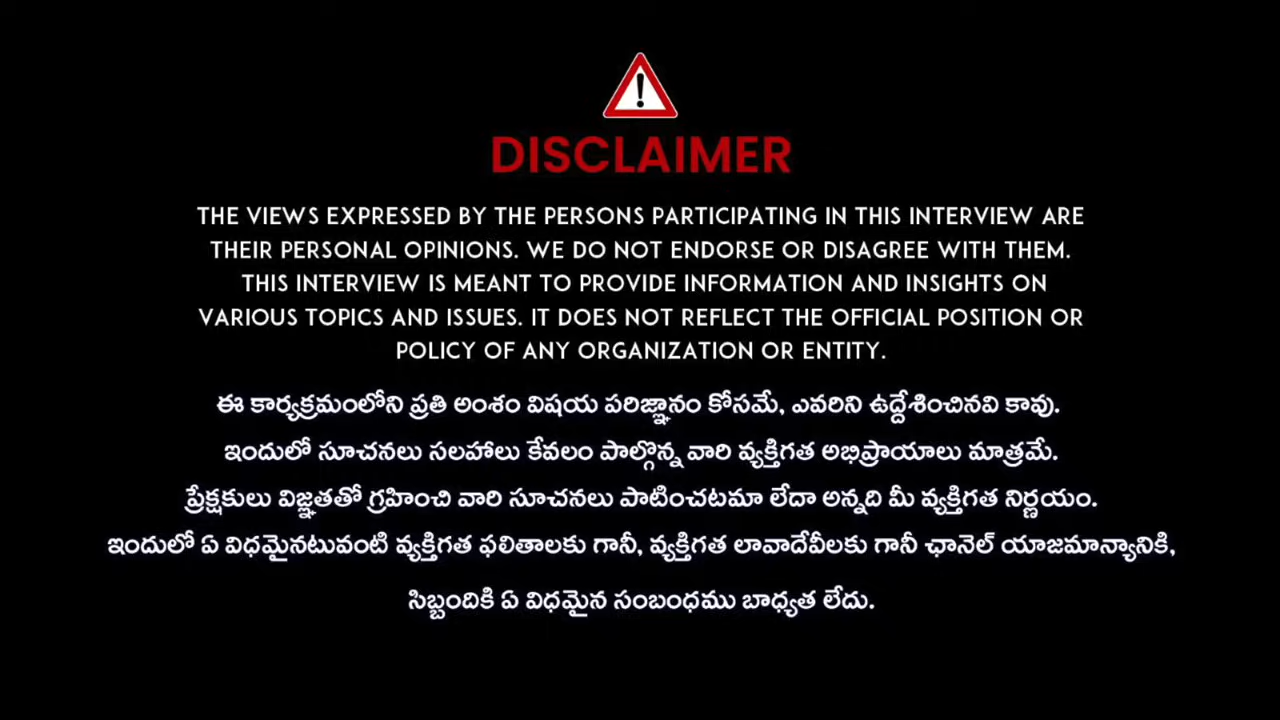 DISCLAIMER
THE VIEWS EXPRESSED BY THE PERSONS PARTICIPATING IN THIS INTERVIEW ARE
THEIR PERSONAL OPINIONS. WE DO NOT ENDORSE OR DISAGREE WITH THEM.
THIS INTERVIEW IS MEANT TO PROVIDE INFORMATION AND INSIGHTS ON
VARIOUS TOPICS AND ISSUES. IT DOES NOT REFLECT THE OFFICIAL POSITION OR
POLICY OF ANY ORGANIZATION OR ENTITY.
ఈ కార్యక్రమంలోని ప్రతి అంశం విషయ పరిజ్ఞానం కోసమే, ఎవరిని ఉద్దేశించినవి కావు.
ఇందులో సూచనలు సలహాలు కేవలం పాల్గొన్న వారి వ్యక్తిగత అభిప్రాయాలు మాత్రమే.
ప్రేక్షకులు విజ్ఞతతో గ్రహించి వారి సూచనలు పాటించటమా లేదా అన్నది మీ వ్యక్తిగత నిర్ణయం.
ఇందులో ఏ విధమైనటువంటి వ్యక్తిగత ఫలితాలకు గానీ, వ్యక్తిగత లావాదేవీలకు గానీ ఛానెల్ యాజమాన్యానికి,
సిబ్బందికి ఏ విధమైన సంబంధము బాధ్యత లేదు.